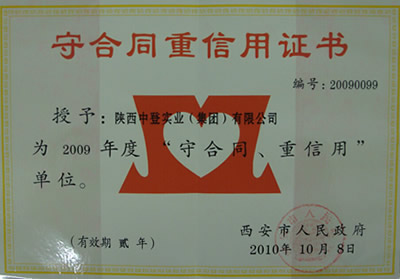 守合同重信用证书
编号：20090099
授予：陕西中登实业（集团）有限公司
为 2009 年度 “守合同、重信用”
单位。
西安市人民政府
(有效期 贰 年)
2010年 10月 8日